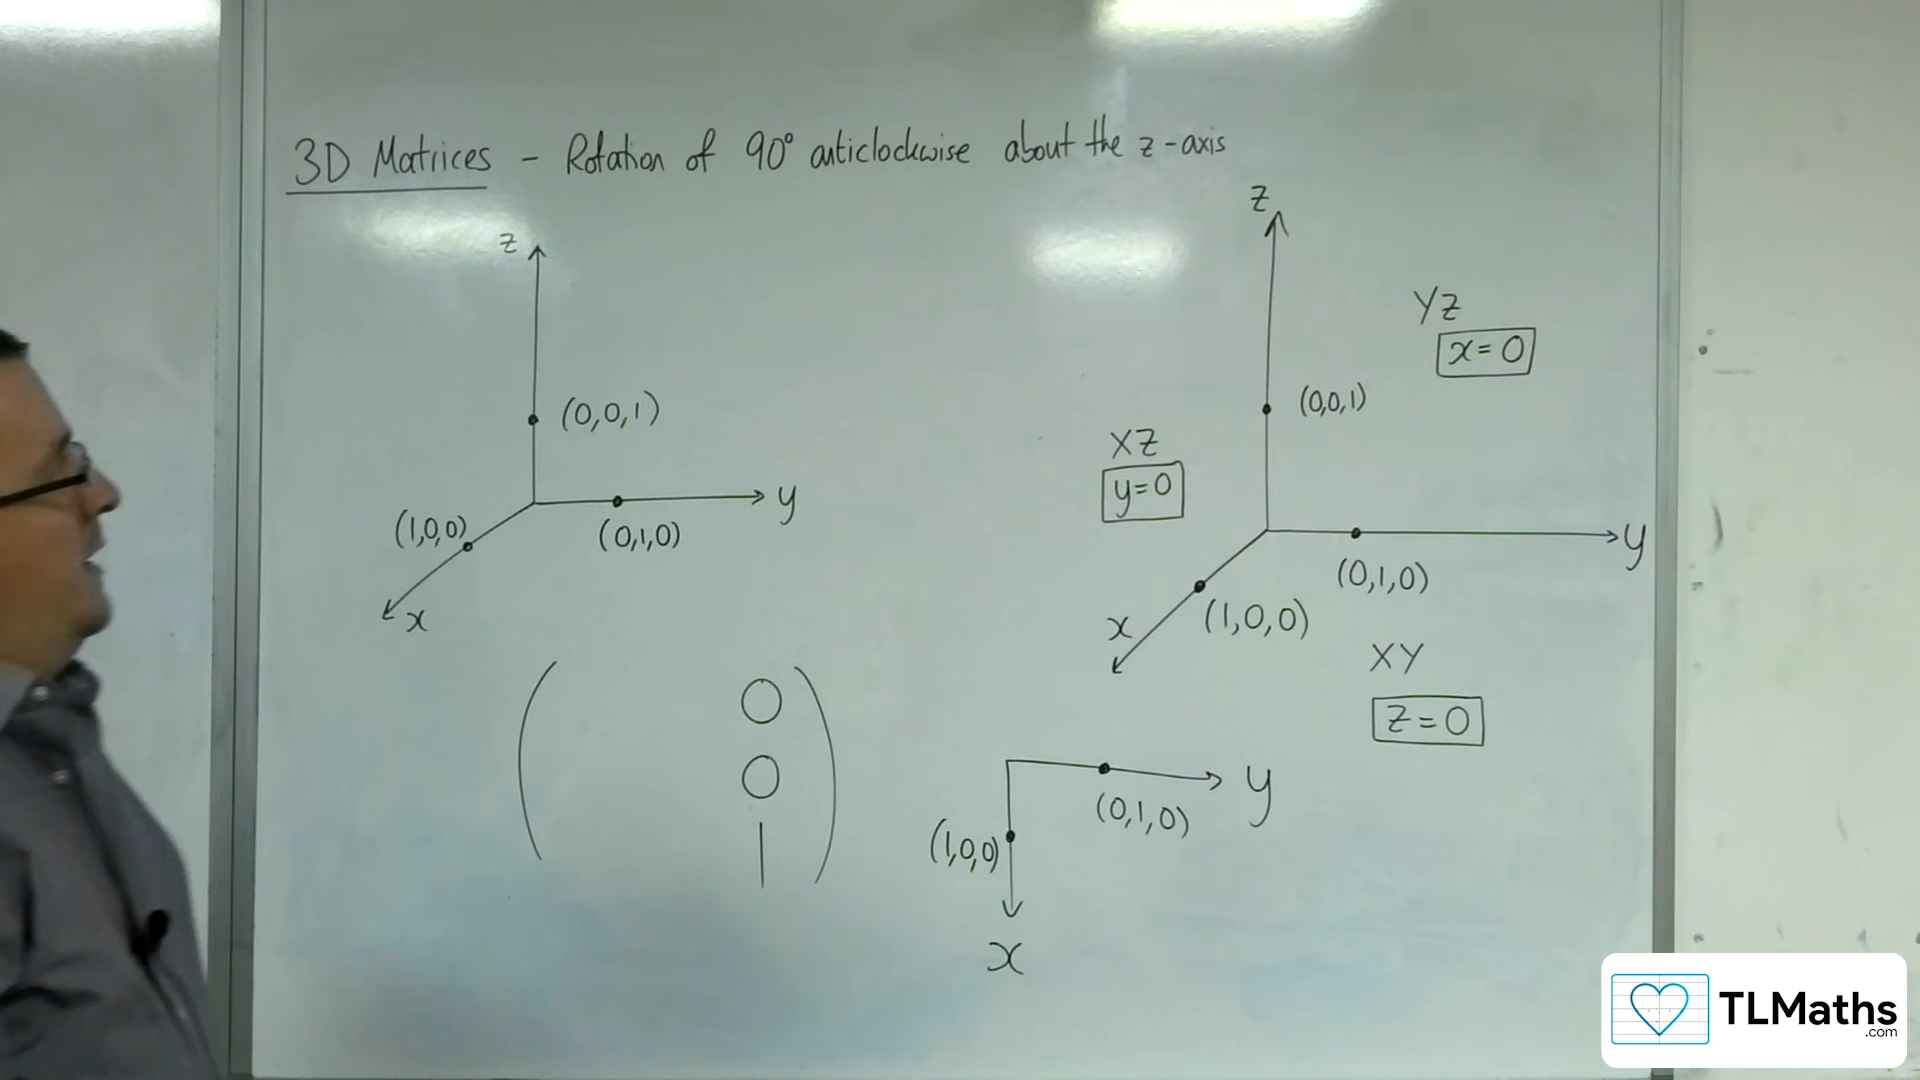 3D Matrices - Rotation of 90° anticlockwise about the z-axis
z
(0,0,1)
(1,0,0)
(0,1,0)
y
x
z
YZ
x=0
(0,0,1)
XZ
y=0
y
(0,1,0)
(1,0,0)
x
XY
z=0
0
0
1
y
(0,1,0)
(1,0,0)
x
TLMaths
.com